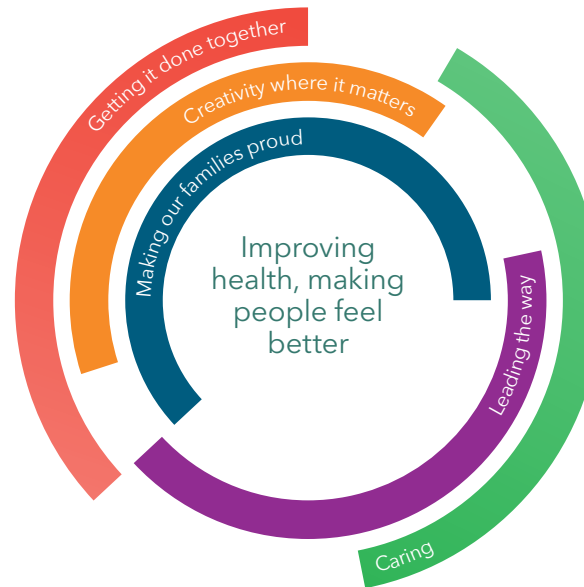 Getting it done together
Creativity where it matters
Making our families proud
Improving
health, making
people feel
better
Leading the way
Caring